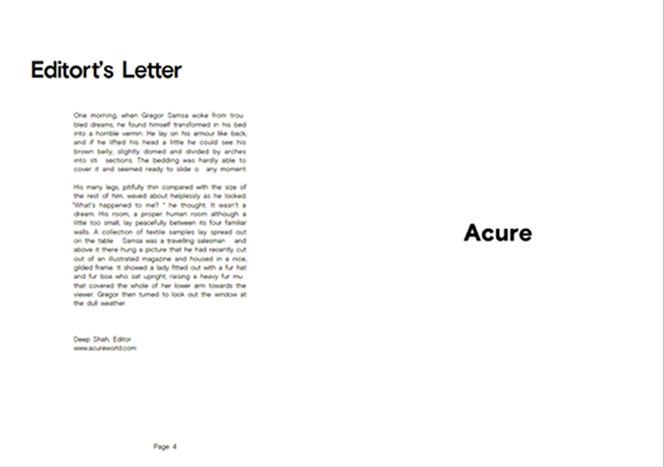 Editort's Letter
One morning, when Gregor Samsa woke from trou
bled dreams, he found himself transformed in his bed
into a horrible vermin. He lay on his armour like back,
and if he lifted his head a little he could see his
brown belly, slightly domed and divided by arches
into sti sections. The bedding was hardly able to
cover it and seemed ready to slide o any moment.
His many legs, pitifully thin compared with the size of
the rest of him, waved about helplessly as he looked.
"What's happened to me? " he thought. It wasn't a
dream. His room, a proper human room although a
little too small, lay peacefully between its four familiar
walls. A collection of textile samples lay spread out
on the table Samsa was a travelling salesman and
above it there hung a picture that he had recently cut
out of an illustrated magazine and housed in a nice,
gilded frame. It showed a lady fitted out with a fur hat
and fur boa who sat upright, raising a heavy fur mu
that covered the whole of her lower arm towards the
viewer. Gregor then turned to look out the window at
the dull weather.
Deep Shah, Editor
www.acureworld.com
Page 4
Acure